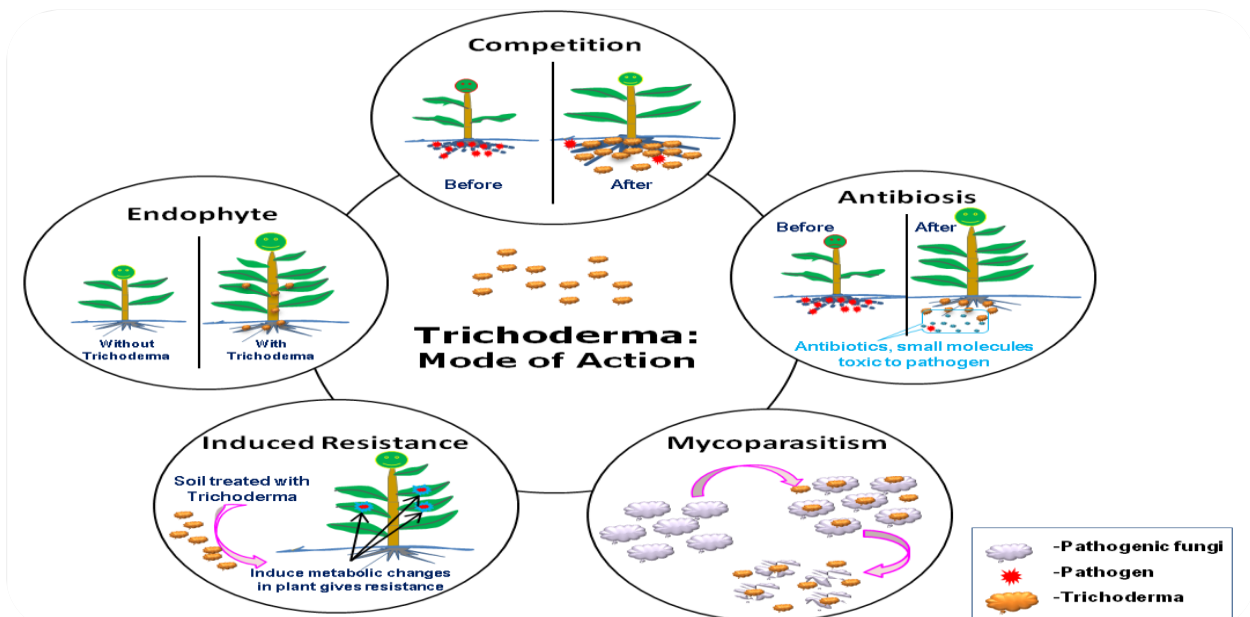 Competition
Before
After
Endophyte
Without
Trichoderma
With
Trichoderma
Antibiosis
Before
After
Antibiotics, small molecules
toxic to pathogen
Trichoderma:
Mode of Action
Induced Resistance
Soil treated with
Trichoderma
Induce metabolic changes
in plant gives resistance
Mycoparasitism
-Pathogenic fungi
-Pathogen
-Trichoderma